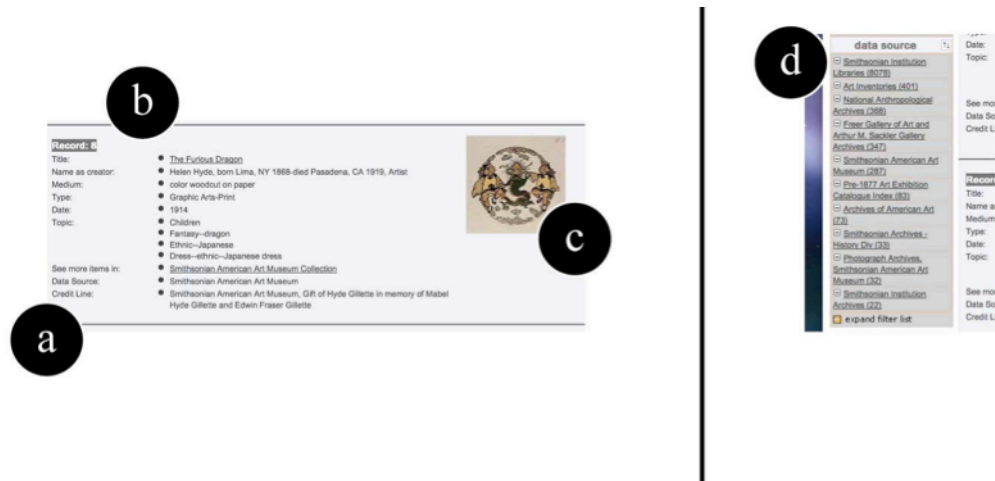 b
Record: 6
Title: The Furious Dragon
Name as creator: Helen Hyde, born Lima, NY 1868-died Pasadena, CA 1919, Artist
Medium: color woodcut on paper
Type: Graphic Arts-Print
Date: 1914
Topic: Children
Fantasy--dragon
Ethnic--Japanese
Dress--ethnic--Japanese dress
See more items in: Smithsonian American Art Museum Collection
Data Source: Smithsonian American Art Museum
Credit Line: Smithsonian American Art Museum, Gift of Hyde Gillette in memory of Mabel
Hyde Gillette and Edwin Fraser Gillette
c
a
d
data source
Smithsonian Institution
Libraries (8078)
Art Inventories (401)
National Anthropological
Archives (368)
Freer Gallery of Art and
Arthur M. Sackler Gallery
Archives (347)
Smithsonian American Art
Museum (287)
Pre-1877 Art Exhibition
Catalogue Index (83)
Archives of American Art
(73)
Smithsonian Archives -
History Div (33)
Photograph Archives,
Smithsonian American Art
Museum (32)
Smithsonian Institution
Archives (22)
expand filter list
Date:
Topic:
See mo
Data So
Credit L
Record
Title:
Name a
Medium
Type:
Date:
Topic:
See mo
Data So
Credit L